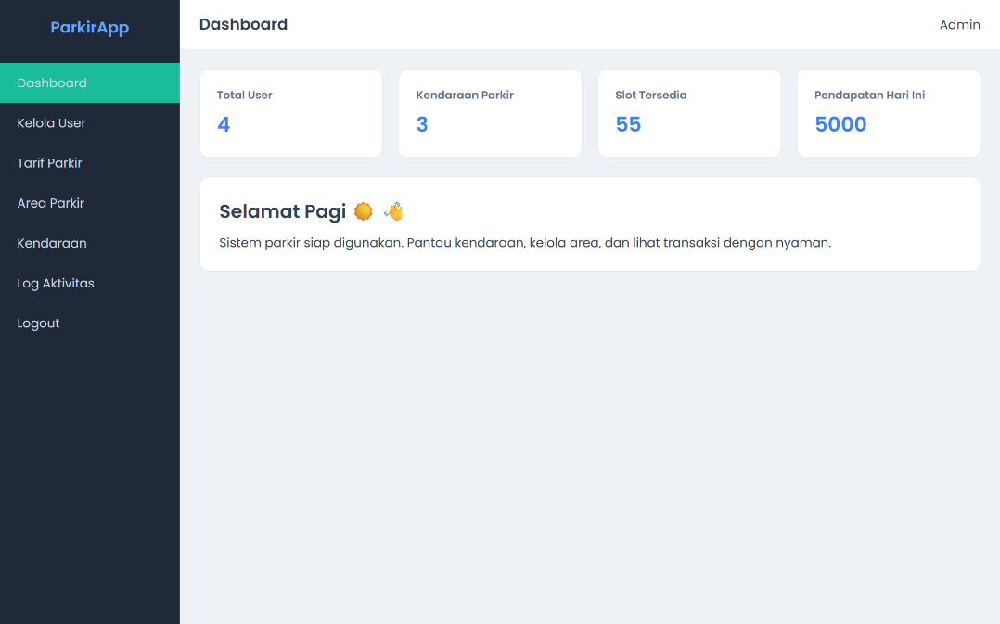 ParkirApp
Dashboard
Kelola User
Tarif Parkir
Area Parkir
Kendaraan
Log Aktivitas
Logout
Dashboard
Admin
Total User
4
Kendaraan Parkir
3
Slot Tersedia
55
Pendapatan Hari Ini
5000
Selamat Pagi 🌞 👋
Sistem parkir siap digunakan. Pantau kendaraan, kelola area, dan lihat transaksi dengan nyaman.